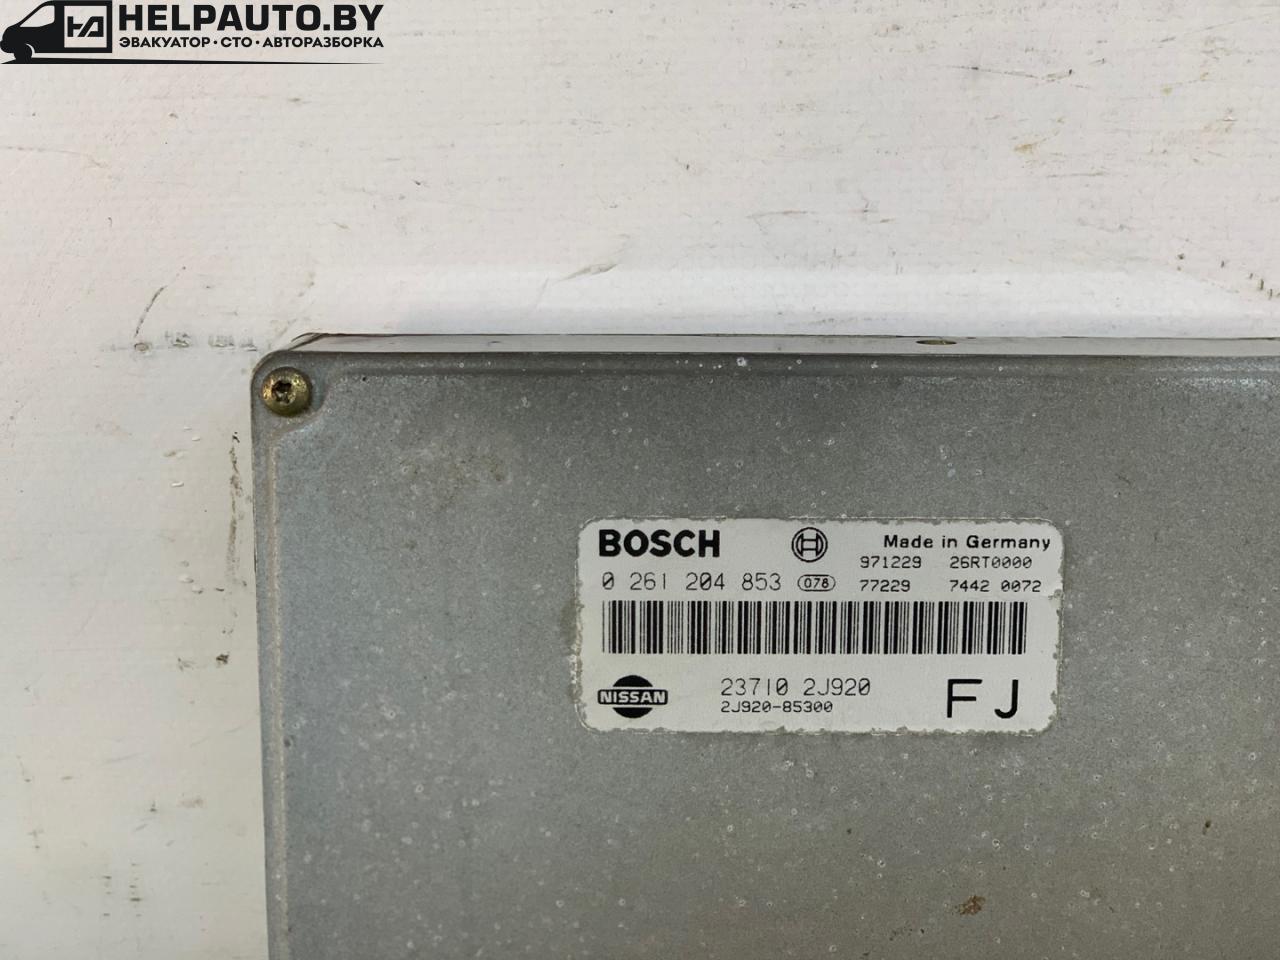 HELPAUTO.BY
ЭВАКУАТОР · СТО · АВТОРАЗБОРКА
BOSCH
Made in Germany
971229 26RT0000
0 261 204 853 078 77229 7442 0072
NISSAN
23710 2J920
2J920-85300
FJ